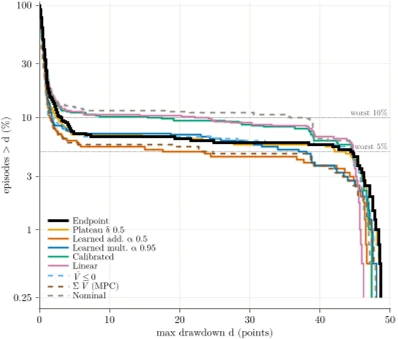 100
30
10
3
1
0.25
episodes > d (%)
worst 10%
worst 5%
Endpoint
Plateau δ 0.5
Learned add. α 0.5
Learned mult. α 0.95
Calibrated
Linear
V̇ ≤ 0
Σ V̇ (MPC)
Nominal
0 10 20 30 40 50
max drawdown d (points)